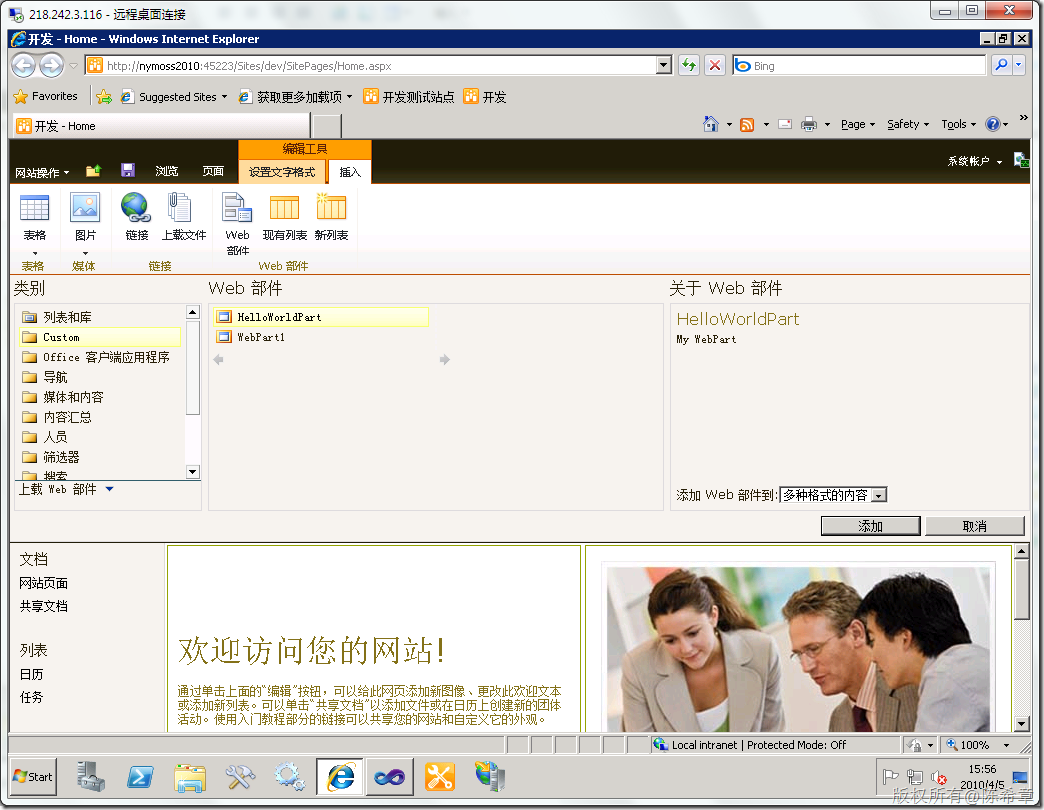 218.242.3.116 - 远程桌面连接
开发 - Home - Windows Internet Explorer
http://nymoss2010:45223/Sites/dev/SitePages/Home.aspx
Bing
Favorites
Suggested Sites
获取更多加载项
开发测试站点
开发
开发 - Home
Page
Safety
Tools
»
编辑工具
网站操作
浏览
页面
设置文字格式
插入
系统帐户
表格
图片
链接
上载文件
Web 部件
现有列表
新列表
表格
媒体
链接
Web 部件
类别
Web 部件
关于 Web 部件
列表和库
Custom
Office 客户端应用程序
导航
媒体和内容
内容汇总
人员
筛选器
搜索
上载 Web 部件
HelloWorldPart
WebPart1
HelloWorldPart
My WebPart
添加 Web 部件到:
多种格式的内容
添加
取消
文档
网站页面
共享文档
列表
日历
任务
欢迎访问您的网站!
通过单击上面的“编辑”按钮，可以给此网页添加新图像、更改此欢迎文本
或添加新列表。可以单击“共享文档”以添加文件或在日历上创建新的团体
活动。使用入门教程部分的链接可以共享您的网站和自定义它的外观。
Local intranet | Protected Mode: Off
100%
Start
15:56
2010/4/5
版权所有@陈希章